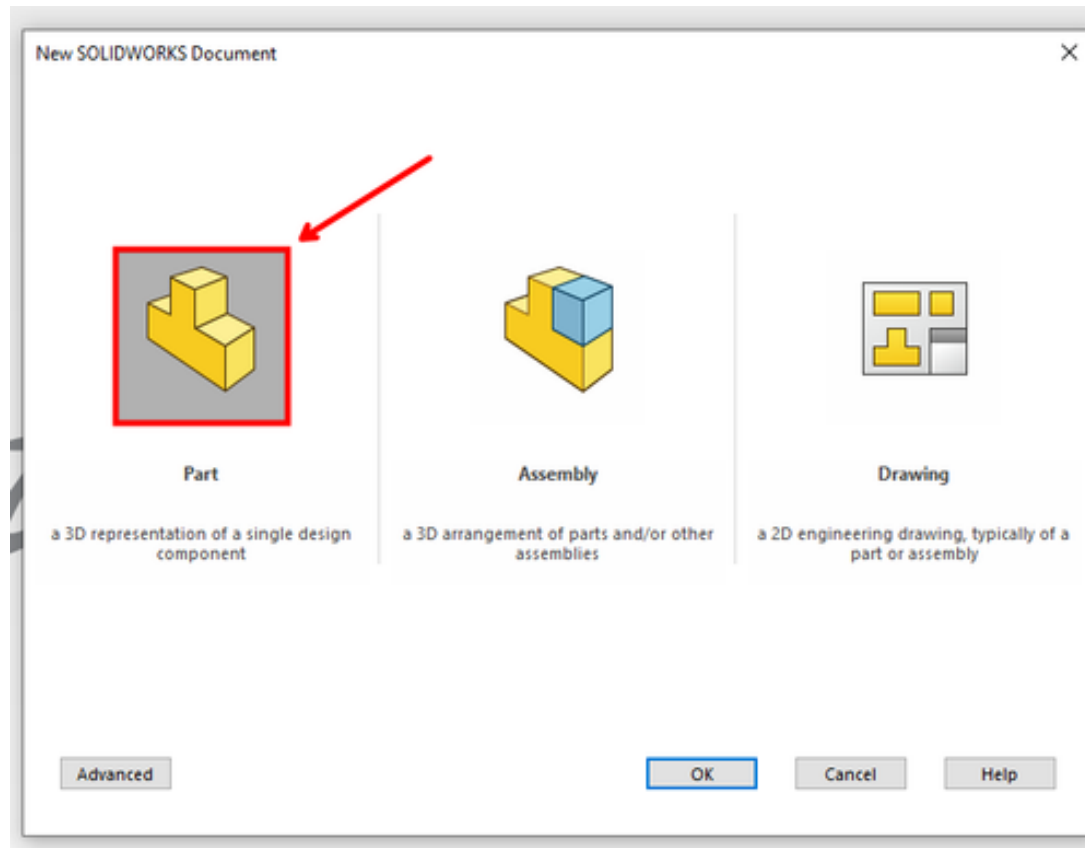 New SOLIDWORKS Document
Part
a 3D representation of a single design
component
Assembly
a 3D arrangement of parts and/or other
assemblies
Drawing
a 2D engineering drawing, typically of a
part or assembly
Advanced
OK
Cancel
Help